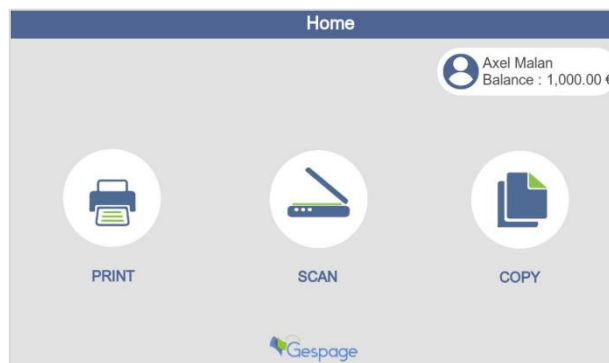 Home
Axel Malan
Balance : 1,000.00 €
PRINT
SCAN
COPY
Gespage